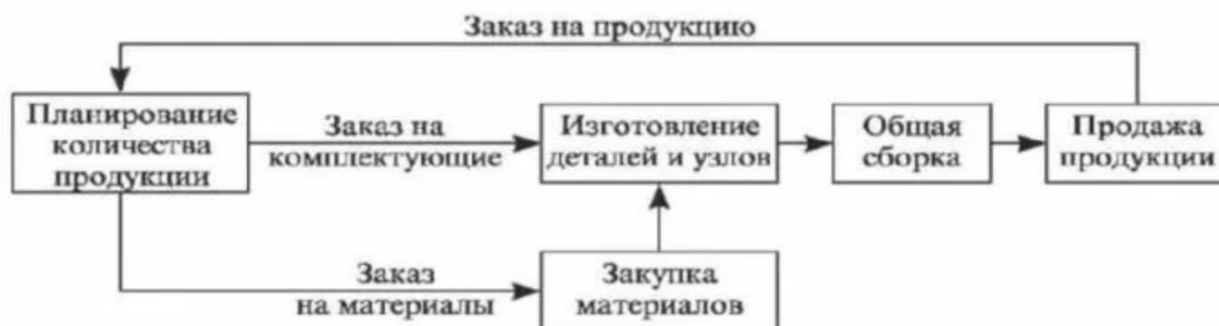 Заказ на продукцию
Планирование
количества
продукции
Заказ на
комплектующие
Изготовление
деталей и узлов
Общая
сборка
Продажа
продукции
Заказ
на материалы
Закупка
материалов